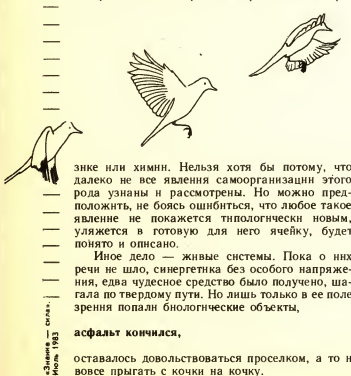 зике или химии. Нельзя хотя бы потому, что
далеко не все явления самоорганизации этого
рода узнаны и рассмотрены. Но можно пред-
положить, не боясь ошибиться, что любое такое
явление не покажется типологически новым,
уляжется в готовую для него ячейку, будет
понято и описано.
Иное дело — живые системы. Пока о них
речи не шло, синергетика без особого напряже-
ния, едва чудесное средство было получено, ша-
гала по твердому пути. Но лишь только в ее поле
зрения попали биологические объекты,
асфальт кончился,
оставалось довольствоваться проселком, а то и
вовсе прыгать с кочки на кочку.
«Знание — сила»,
Июль 1983